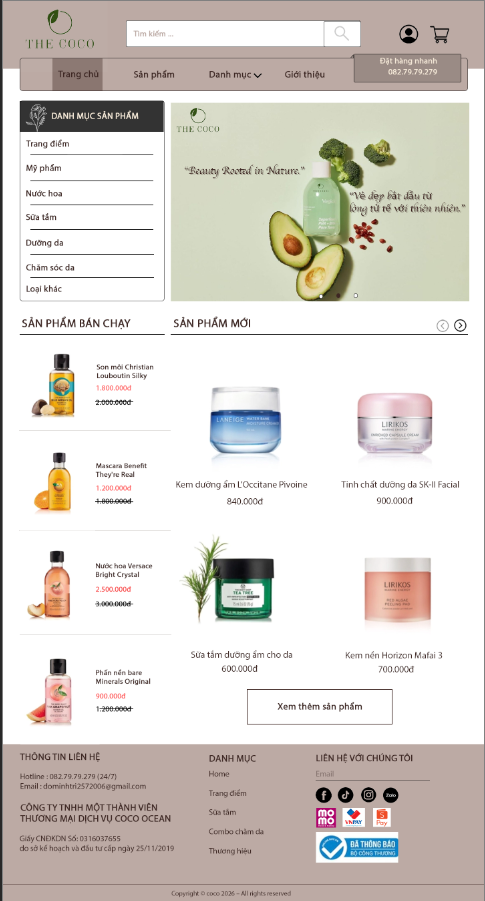 THE COCO
Tìm kiếm ...
Trang chủ
Sản phẩm
Danh mục
Giới thiệu
Đặt hàng nhanh
082.79.79.279
DANH MỤC SẢN PHẨM
Trang điểm
Mỹ phẩm
Nước hoa
Sữa tắm
Dưỡng da
Chăm sóc da
Loại khác
THE COCO
“Beauty Rooted in Nature.”
“Vẻ đẹp bắt đầu từ
lòng tử tế với thiên nhiên.”
SẢN PHẨM BÁN CHẠY
Son môi Christian
Louboutin Silky
1.800.000đ
2.000.000đ
Mascara Benefit
They're Real
1.200.000đ
1.800.000đ
Nước hoa Versace
Bright Crystal
2.500.000đ
3.000.000đ
Phấn nền bare
Minerals Original
900.000đ
1.200.000đ
SẢN PHẨM MỚI
LANEIGE
Kem dưỡng ẩm L'Occitane Pivoine
840.000đ
LIRIKOS
Tinh chất dưỡng da SK-II Facial
900.000đ
TEA TREE
Sữa tắm dưỡng ẩm cho da
600.000đ
LIRIKOS
Kem nền Horizon Mafai 3
700.000đ
Xem thêm sản phẩm
THÔNG TIN LIÊN HỆ
Hotline : 082.79.79.279 (24/7)
Email : dominhtri2572006@gmail.com
CÔNG TY TNHH MỘT THÀNH VIÊN
THƯƠNG MẠI DỊCH VỤ COCO OCEAN
Giấy CNĐKDN Số: 0316037655
do sở kế hoạch và đầu tư cấp ngày 25/11/2019
DANH MỤC
Home
Trang điểm
Sữa tắm
Combo chăm da
Thương hiệu
LIÊN HỆ VỚI CHÚNG TÔI
Email
Zalo
MOMO
VNPAY
S Pay
ĐÃ THÔNG BÁO
BỘ CÔNG THƯƠNG
Copyright © coco 2026 – All rights reserved